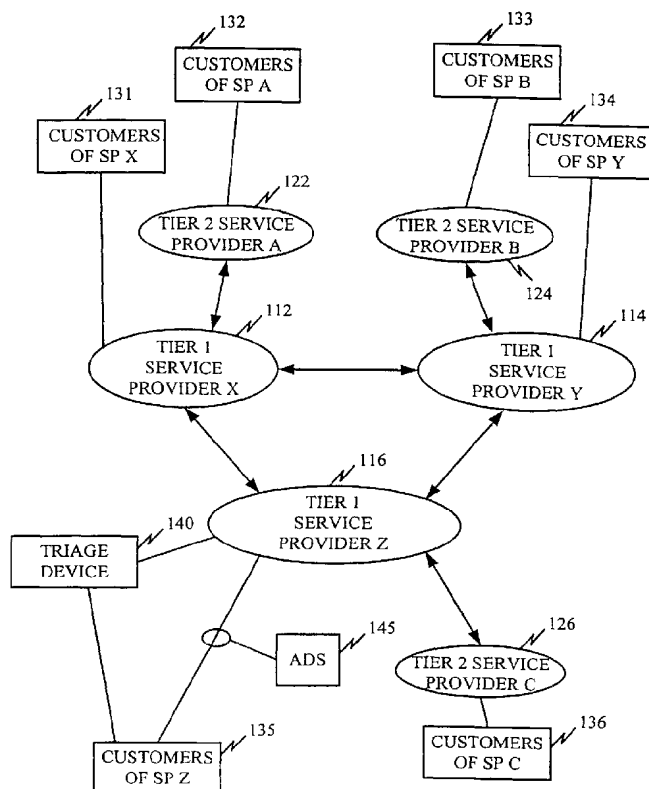 132
CUSTOMERS
OF SP A
133
CUSTOMERS
OF SP B
131
CUSTOMERS
OF SP X
134
CUSTOMERS
OF SP Y
122
TIER 2 SERVICE
PROVIDER A
TIER 2 SERVICE
PROVIDER B
124
112
TIER 1
SERVICE
PROVIDER X
114
TIER 1
SERVICE
PROVIDER Y
116
TIER 1
SERVICE
PROVIDER Z
140
TRIAGE
DEVICE
145
ADS
126
TIER 2 SERVICE
PROVIDER C
135
CUSTOMERS
OF SP Z
136
CUSTOMERS
OF SP C